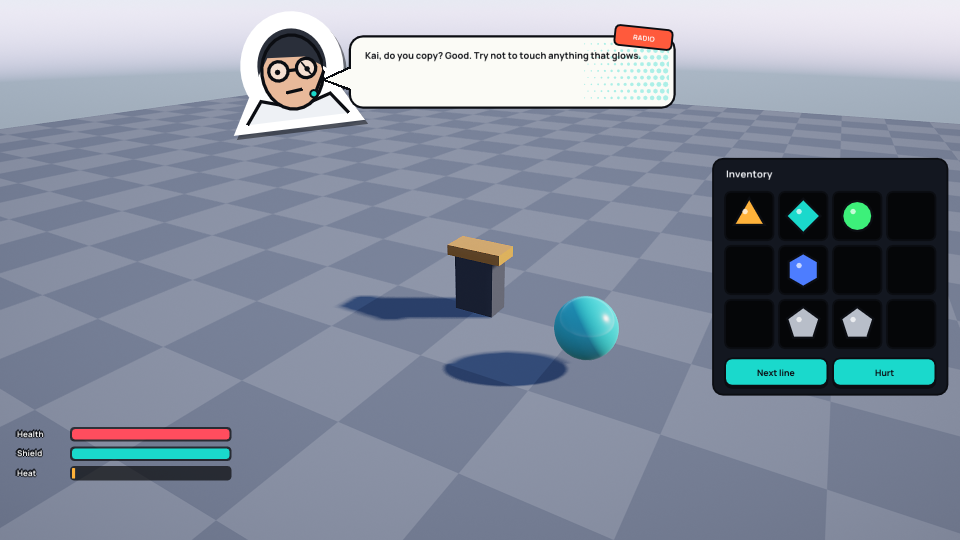 RADIO
Kai, do you copy? Good. Try not to touch anything that glows.
Inventory
Next line
Hurt
Health
Shield
Heat